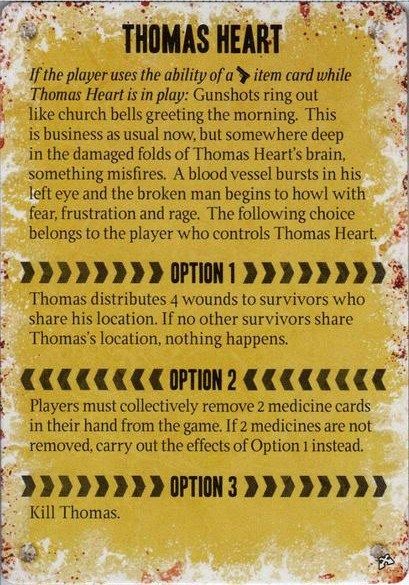 THOMAS HEART
If the player uses the ability of a item card while
Thomas Heart is in play: Gunshots ring out
like church bells greeting the morning. This
is business as usual now, but somewhere deep
in the damaged folds of Thomas Heart's brain,
something misfires. A blood vessel bursts in his
left eye and the broken man begins to howl with
fear, frustration and rage. The following choice
belongs to the player who controls Thomas Heart.
OPTION 1
Thomas distributes 4 wounds to survivors who
share his location. If no other survivors share
Thomas's location, nothing happens.
OPTION 2
Players must collectively remove 2 medicine cards
in their hand from the game. If 2 medicines are not
removed, carry out the effects of Option 1 instead.
OPTION 3
Kill Thomas.